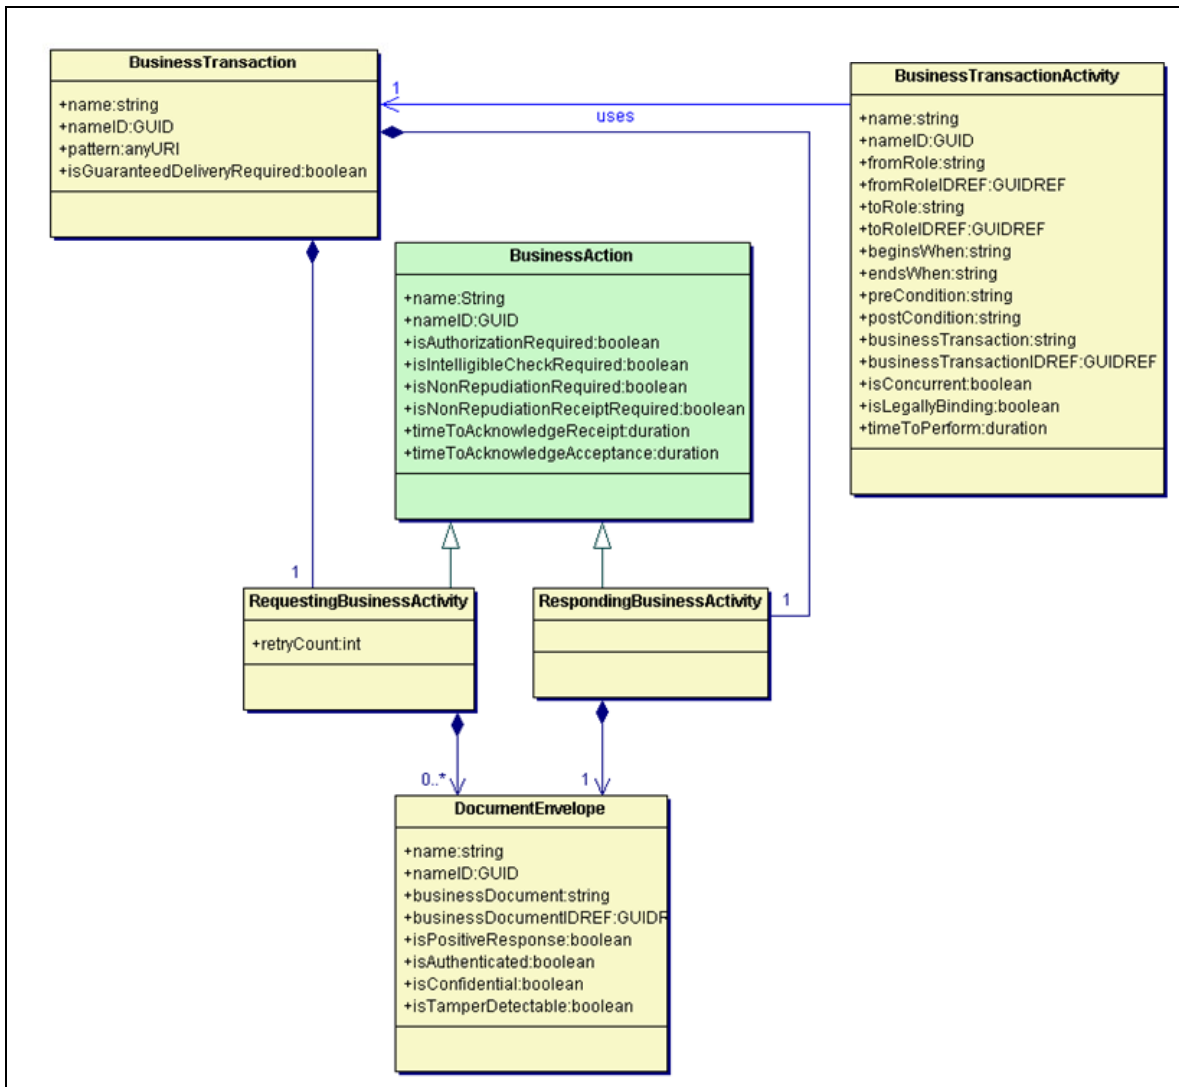 BusinessTransaction
+name:string
+nameID:GUID
+pattern:anyURI
+isGuaranteedDeliveryRequired:boolean
1
uses
BusinessTransactionActivity
+name:string
+nameID:GUID
+fromRole:string
+fromRoleIDREF:GUIDREF
+toRole:string
+toRoleIDREF:GUIDREF
+beginsWhen:string
+endsWhen:string
+preCondition:string
+postCondition:string
+businessTransaction:string
+businessTransactionIDREF:GUIDREF
+isConcurrent:boolean
+isLegallyBinding:boolean
+timeToPerform:duration
BusinessAction
+name:String
+nameID:GUID
+isAuthorizationRequired:boolean
+isIntelligibleCheckRequired:boolean
+isNonRepudiationRequired:boolean
+isNonRepudiationReceiptRequired:boolean
+timeToAcknowledgeReceipt:duration
+timeToAcknowledgeAcceptance:duration
1
RequestingBusinessActivity
+retryCount:int
RespondingBusinessActivity
1
0..*
1
DocumentEnvelope
+name:string
+nameID:GUID
+businessDocument:string
+businessDocumentIDREF:GUIDR
+isPositiveResponse:boolean
+isAuthenticated:boolean
+isConfidential:boolean
+isTamperDetectable:boolean